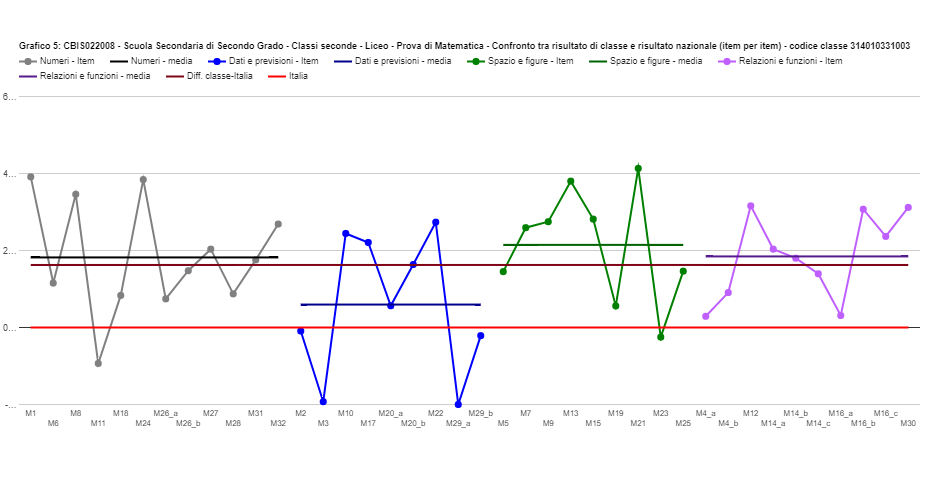 Grafico 5: CBIS022008 - Scuola Secondaria di Secondo Grado - Classi seconde - Liceo - Prova di Matematica - Confronto tra risultato di classe e risultato nazionale (item per item) - codice classe 314010331003
Numeri - Item Numeri - media Dati e previsioni - Item Dati e previsioni - media Spazio e figure - Item Spazio e figure - media Relazioni e funzioni - Item
Relazioni e funzioni - media Diff. classe-Italia Italia
6...
4...
2...
0...
-...
M1 M8 M18 M26_a M27 M31 M2 M10 M20_a M22 M29_b M7 M13 M19 M23 M4_a M12 M14_b M16_a M16_c
M6 M11 M24 M26_b M28 M32 M3 M17 M20_b M29_a M5 M9 M15 M21 M25 M4_b M14_a M14_c M16_b M30